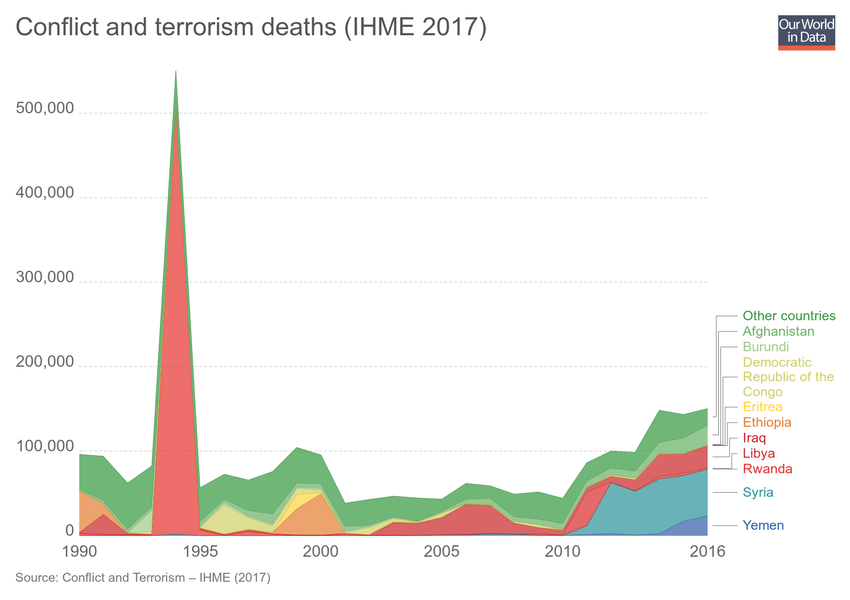 Conflict and terrorism deaths (IHME 2017)
Our World
in Data
500,000
400,000
300,000
200,000
100,000
0
1990
1995
2000
2005
2010
2016
Other countries
Afghanistan
Burundi
Democratic
Republic of the
Congo
Eritrea
Ethiopia
Iraq
Libya
Rwanda
Syria
Yemen
Source: Conflict and Terrorism – IHME (2017)